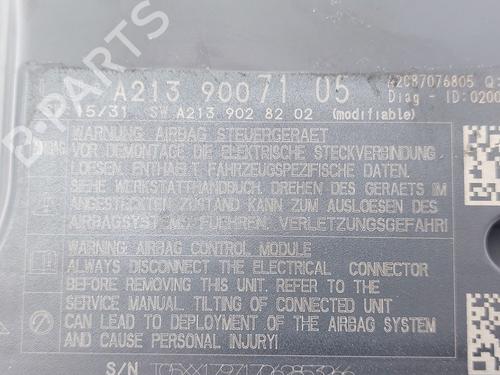 A213 900 71 05
A2C87076805
15/31 SW A213 902 82 02 (modifiable)
Diag - ID:0200
WARNUNG AIRBAG STEUERGERAET
VOR DEMONTAGE DIE ELEKTRISCHE STECKVERBINDUNG
LOESEN. ENTHAELT FAHRZEUGSPEZIFISCHE DATEN.
SIEHE WERKSTATTHANDBUCH. DREHEN DES GERAETS IM
ANGESTECKTEN ZUSTAND KANN ZUM AUSLOESEN DES
AIRBAGSYSTEMS FUEHREN. VERLETZUNGSGEFAHR!
WARNING: AIRBAG CONTROL MODULE
ALWAYS DISCONNECT THE ELECTRICAL CONNECTOR
BEFORE REMOVING THIS UNIT. REFER TO THE
SERVICE MANUAL TILTING OF CONNECTED UNIT
CAN LEAD TO DEPLOYMENT OF THE AIRBAG SYSTEM
AND PERSONAL INJURY!
S/N
B-PARTS